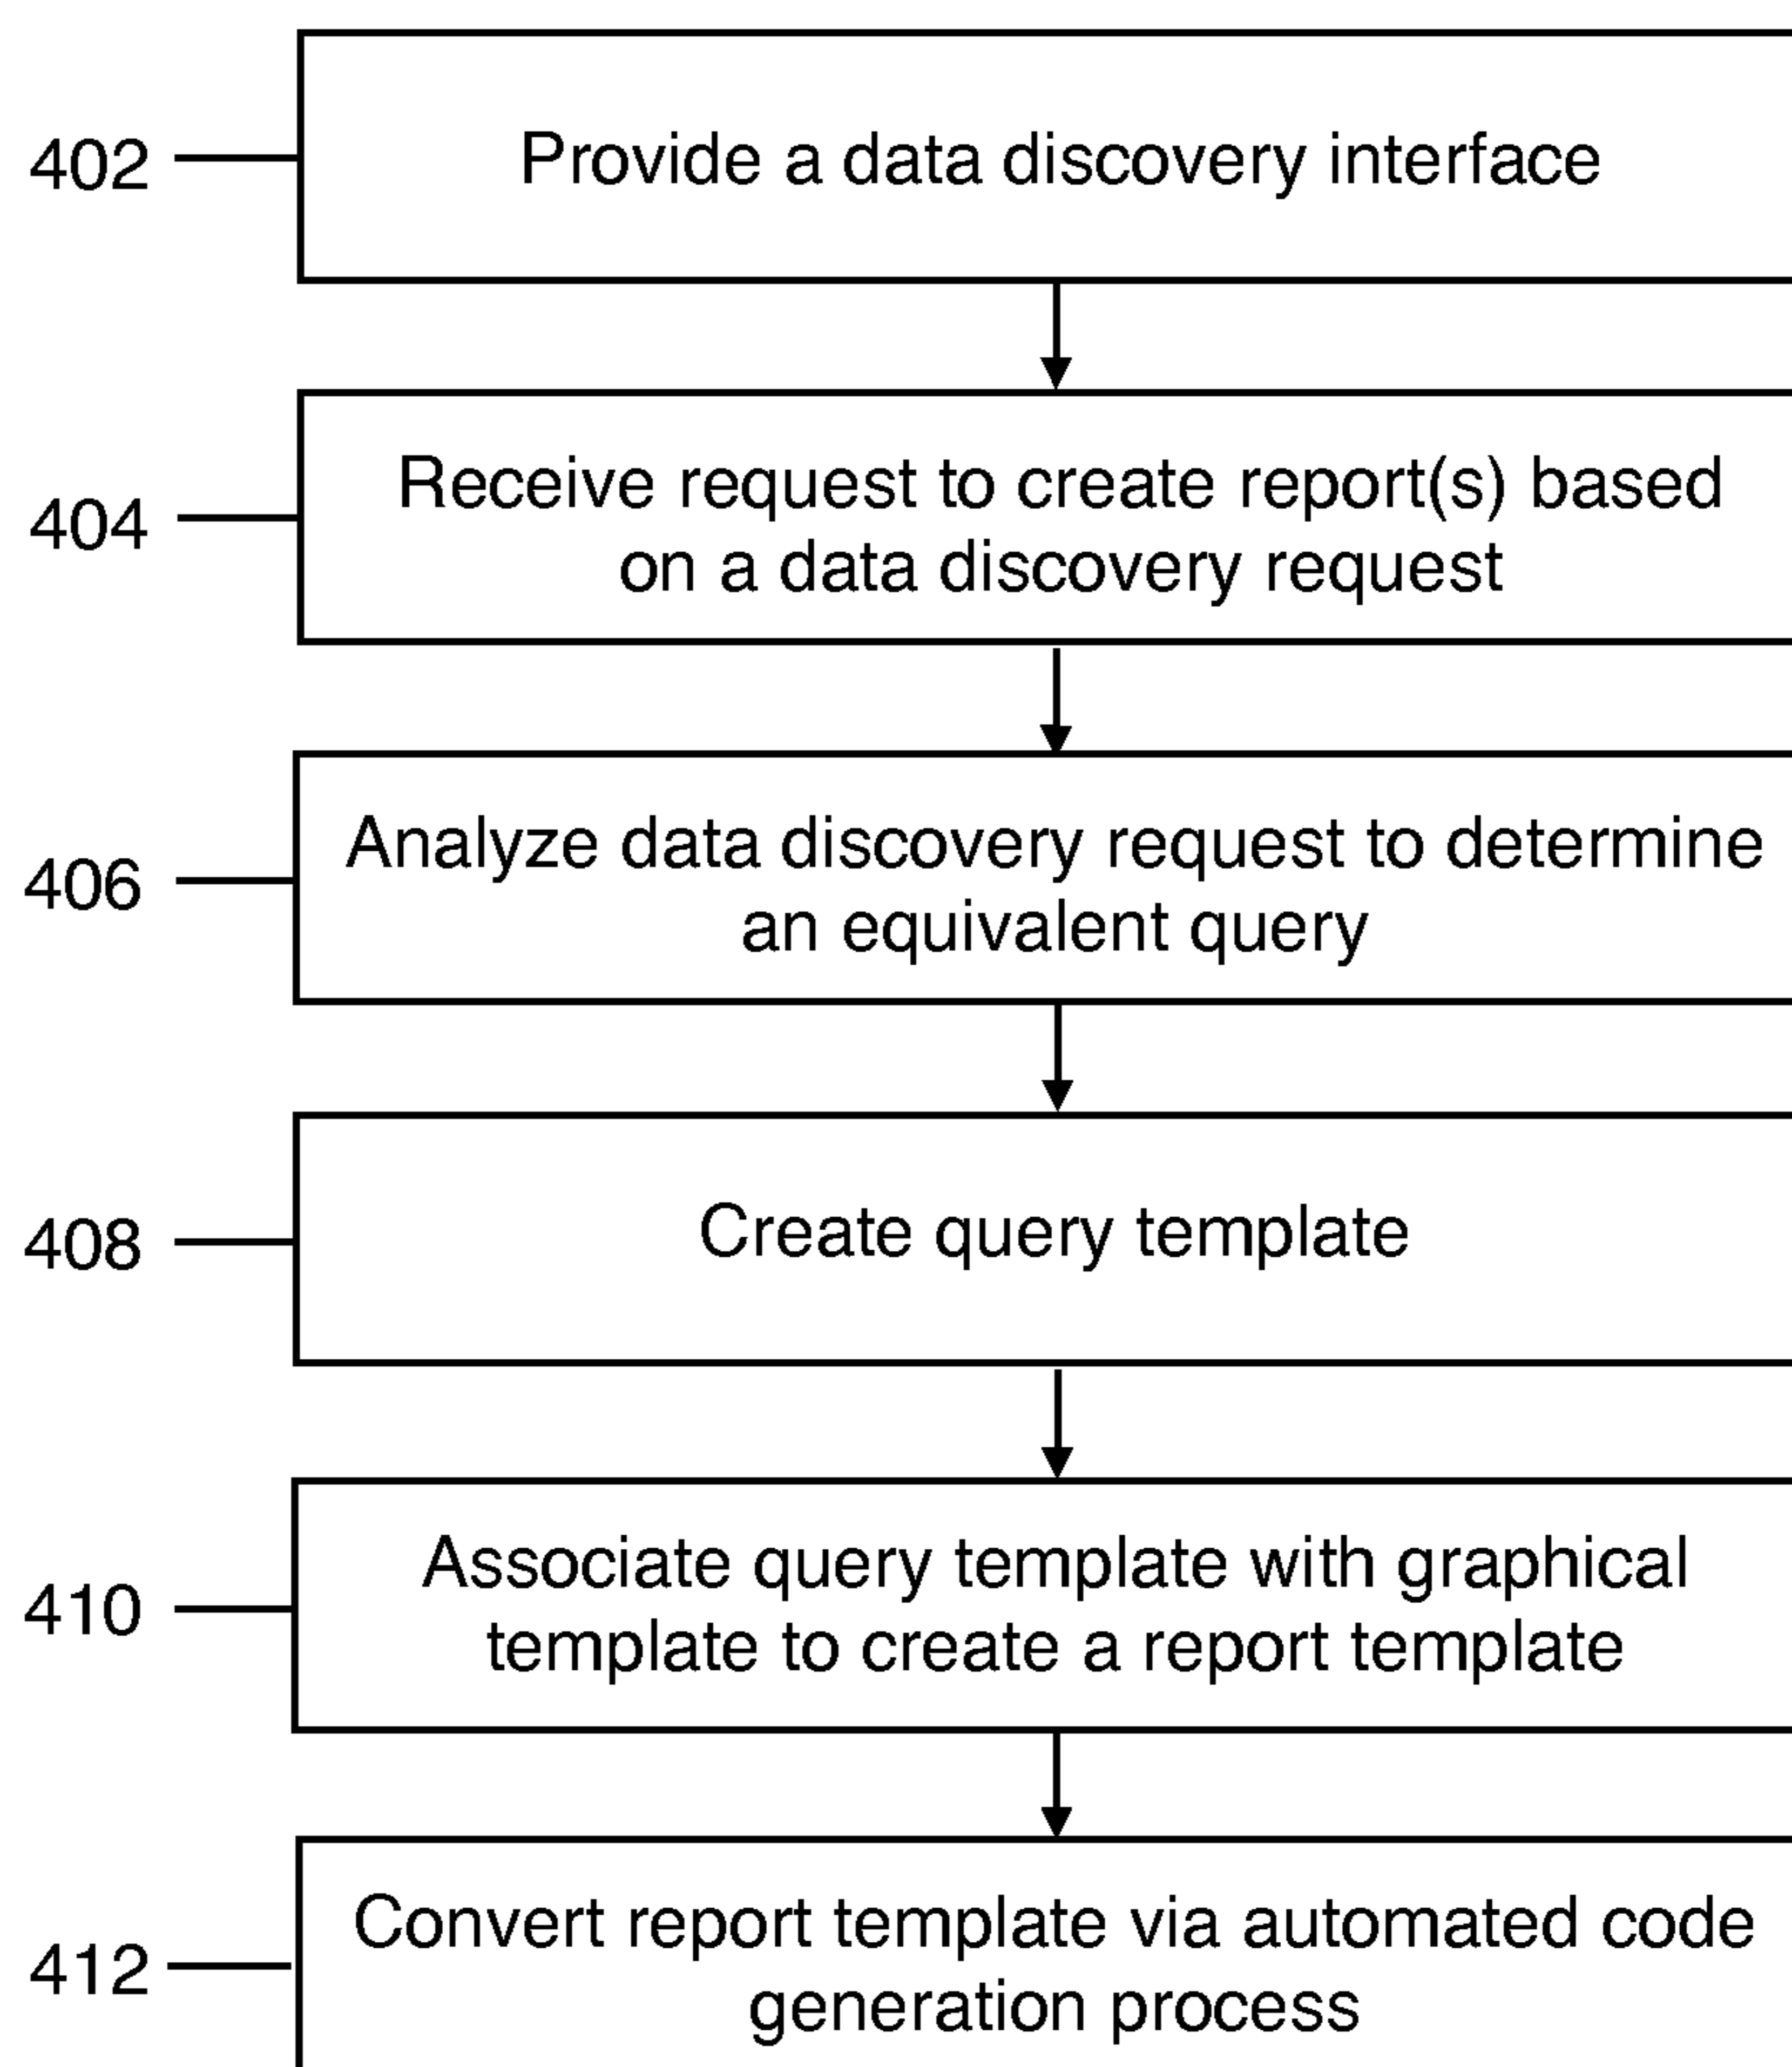 402
Provide a data discovery interface
404
Receive request to create report(s) based
on a data discovery request
406
Analyze data discovery request to determine
an equivalent query
408
Create query template
410
Associate query template with graphical
template to create a report template
412
Convert report template via automated code
generation process